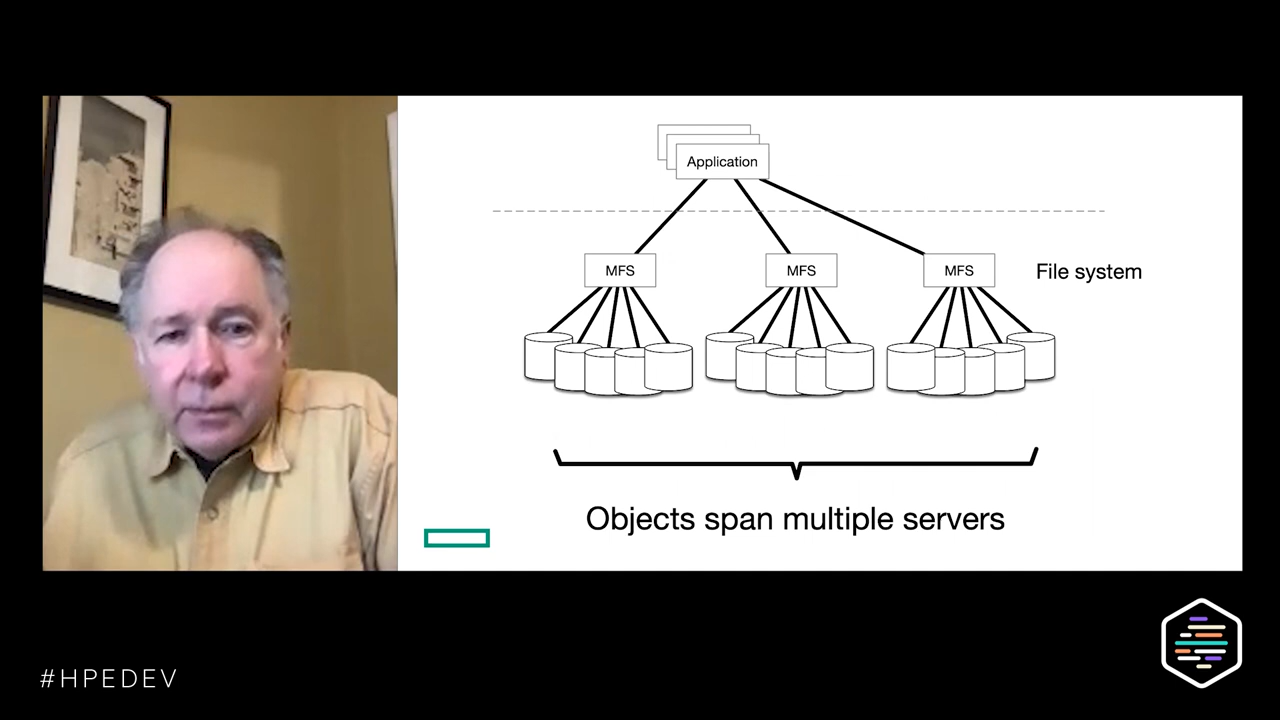 Application
MFS
MFS
MFS
File system
Objects span multiple servers
#HPEDEV